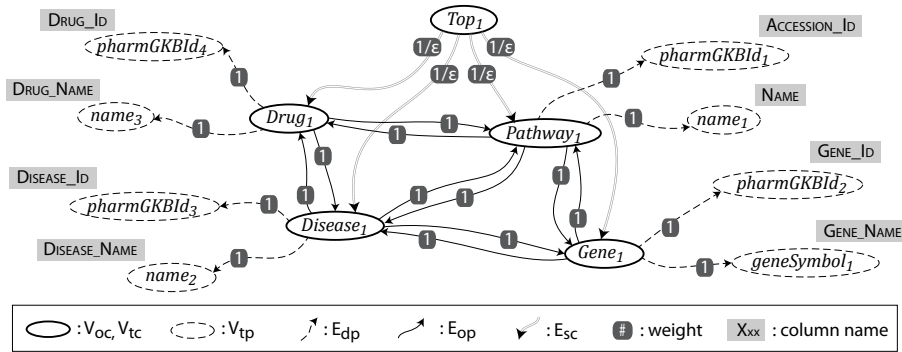 DRUG_ID
Top1
ACCESSION_ID
pharmGKBId4
1/ε
1/ε
1/ε
1/ε
pharmGKBId1
1
1
DRUG_NAME
NAME
name3
1
Drug1
1
1
Pathway1
1
name1
1
1
GENE_ID
DISEASE_ID
1
1
1
1
pharmGKBId2
pharmGKBId3
1
1
1
Disease1
1
1
GENE_NAME
DISEASE_NAME
1
1
Gene1
1
geneSymbol1
name2
: Voc, Vtc
: Vtp
: Edp
: Eop
: Esc
# : weight
Xxx : column name